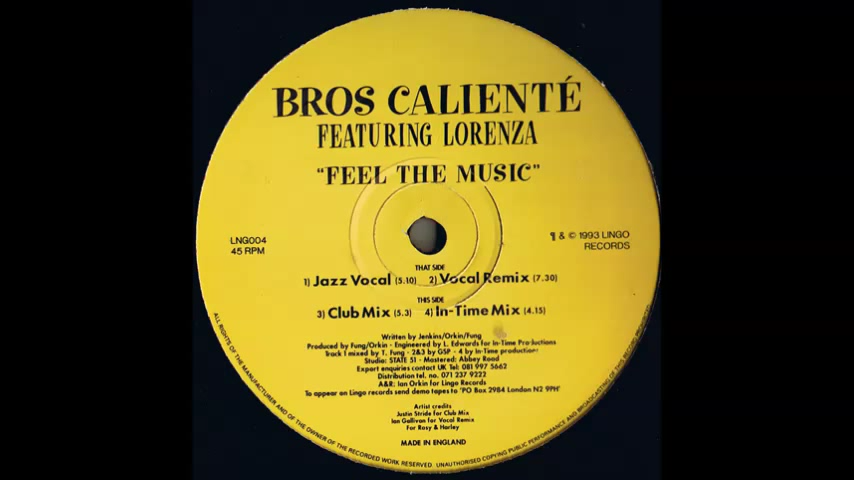 BROS CALIENTÉ
FEATURING LORENZA
"FEEL THE MUSIC"
LNG004
45 RPM
1 & © 1993 LINGO
RECORDS
THAT SIDE
1) Jazz Vocal (5.10) 2) Vocal Remix (7.30)
THIS SIDE
3) Club Mix (5.3) 4) In-Time Mix (4.15)
Written by Jenkins/Orkin/Fung
Produced by Fung/Orkin - Engineered by L. Edwards for In-Time Productions
Track 1 mixed by T. Fung - 2&3 by GSP - 4 by In-Time productions
Studio: STATE 51 - Mastered: Abbey Road
Export enquiries contact UK Tel: 081 997 5662
Distribution tel. no. 071 237 9222
A&R: Ian Orkin for Lingo Records
To appear on Lingo records send demo tapes to 'PO Box 2984 London N2 9PH'
Artist credits
Justin Stride for Club Mix
Ian Gallivan for Vocal Remix
For Rosy & Harley
MADE IN ENGLAND
ALL RIGHTS OF THE MANUFACTURER AND OF THE OWNER OF THE RECORDED WORK RESERVED. UNAUTHORISED COPYING PUBLIC PERFORMANCE AND BROADCASTING OF THIS RECORD PROHIBITED